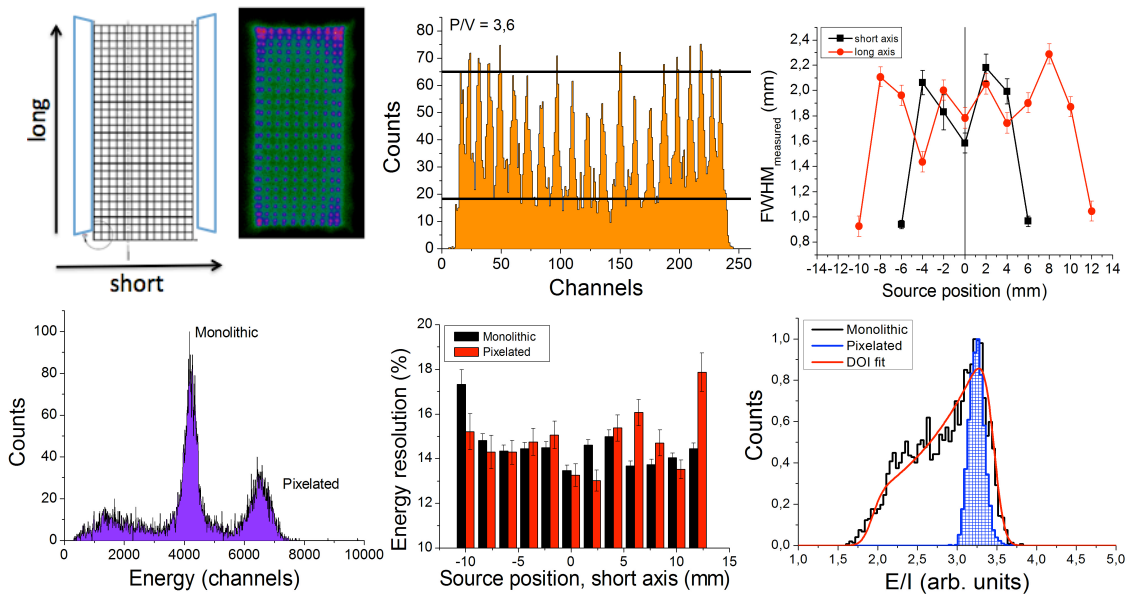 long
short
P/V = 3,6
Counts
80
70
60
50
40
30
20
10
0
0 50 100 150 200 250
Channels
short axis
long axis
FWHMmeasured (mm)
2,4
2,2
2,0
1,8
1,6
1,4
1,2
1,0
0,8
-14 -12 -10 -8 -6 -4 -2 0 2 4 6 8 10 12 14
Source position (mm)
Monolithic
Pixelated
Counts
100
80
60
40
20
0
0 2000 4000 6000 8000 10000
Energy (channels)
Monolithic
Pixelated
Energy resolution (%)
20
18
16
14
12
10
-10 -5 0 5 10 15
Source position, short axis (mm)
Monolithic
Pixelated
DOI fit
Counts
1,0
0,8
0,6
0,4
0,2
0,0
1,0 1,5 2,0 2,5 3,0 3,5 4,0 4,5 5,0
E/I (arb. units)